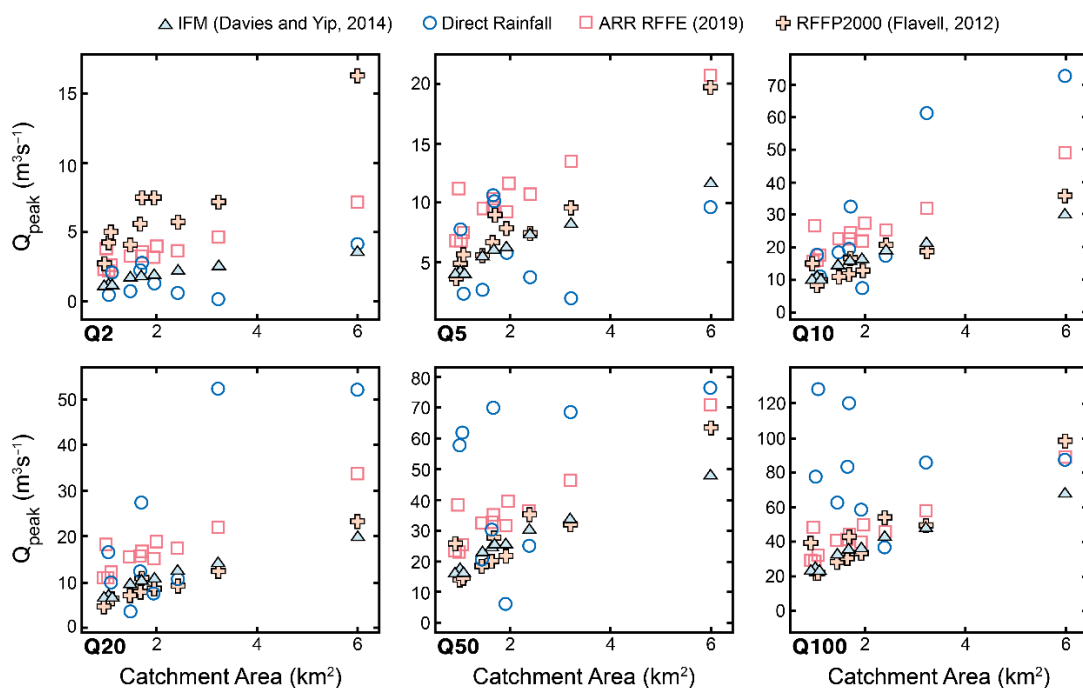 IFM (Davies and Yip, 2014) Direct Rainfall ARR RFFE (2019) RFFP2000 (Flavell, 2012)
Qpeak (m³s⁻¹)
15
10
5
0
2 4 6
Q2
20
15
10
5
2 4 6
Q5
70
60
50
40
30
20
10
0
2 4 6
Q10
Qpeak (m³s⁻¹)
50
40
30
20
10
0
2 4 6
Q20
Catchment Area (km²)
80
70
60
50
40
30
20
10
0
2 4 6
Q50
Catchment Area (km²)
120
100
80
60
40
20
0
2 4 6
Q100
Catchment Area (km²)